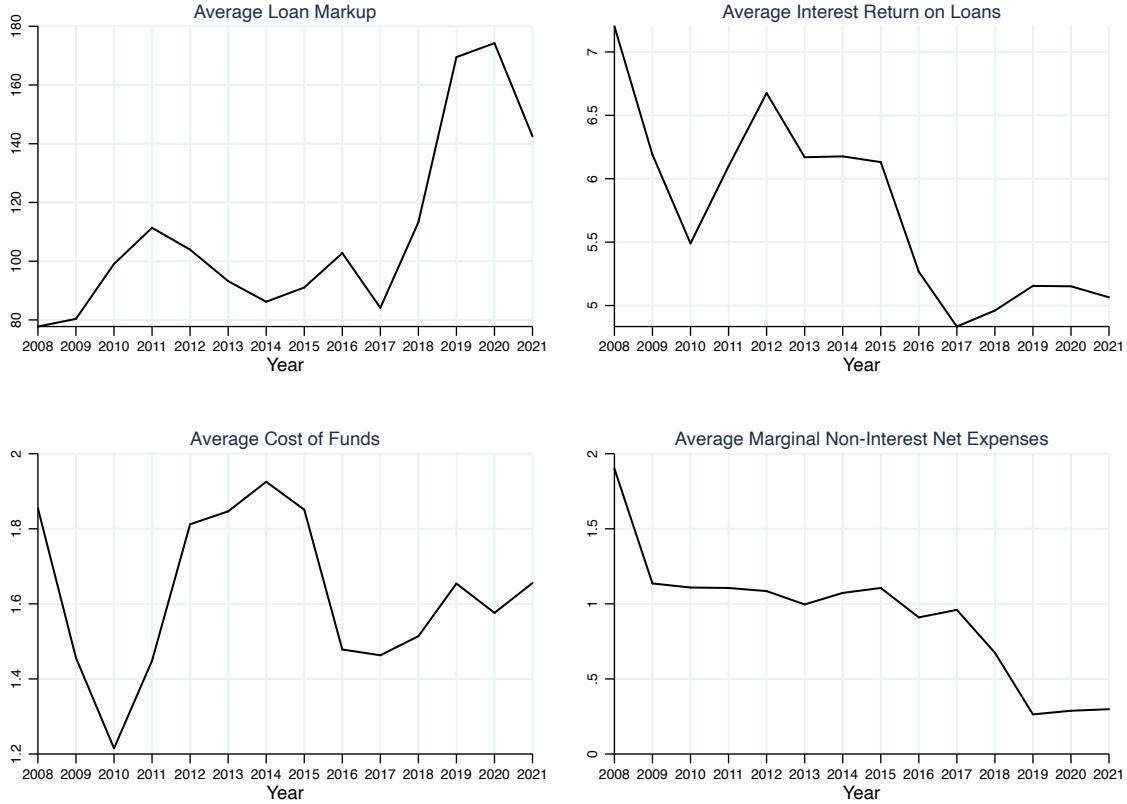 Average Loan Markup
180
160
140
120
100
80
2008 2009 2010 2011 2012 2013 2014 2015 2016 2017 2018 2019 2020 2021
Year
Average Interest Return on Loans
7
6.5
6
5.5
5
2008 2009 2010 2011 2012 2013 2014 2015 2016 2017 2018 2019 2020 2021
Year
Average Cost of Funds
2
1.8
1.6
1.4
1.2
2008 2009 2010 2011 2012 2013 2014 2015 2016 2017 2018 2019 2020 2021
Year
Average Marginal Non-Interest Net Expenses
2
1.5
1
.5
0
2008 2009 2010 2011 2012 2013 2014 2015 2016 2017 2018 2019 2020 2021
Year